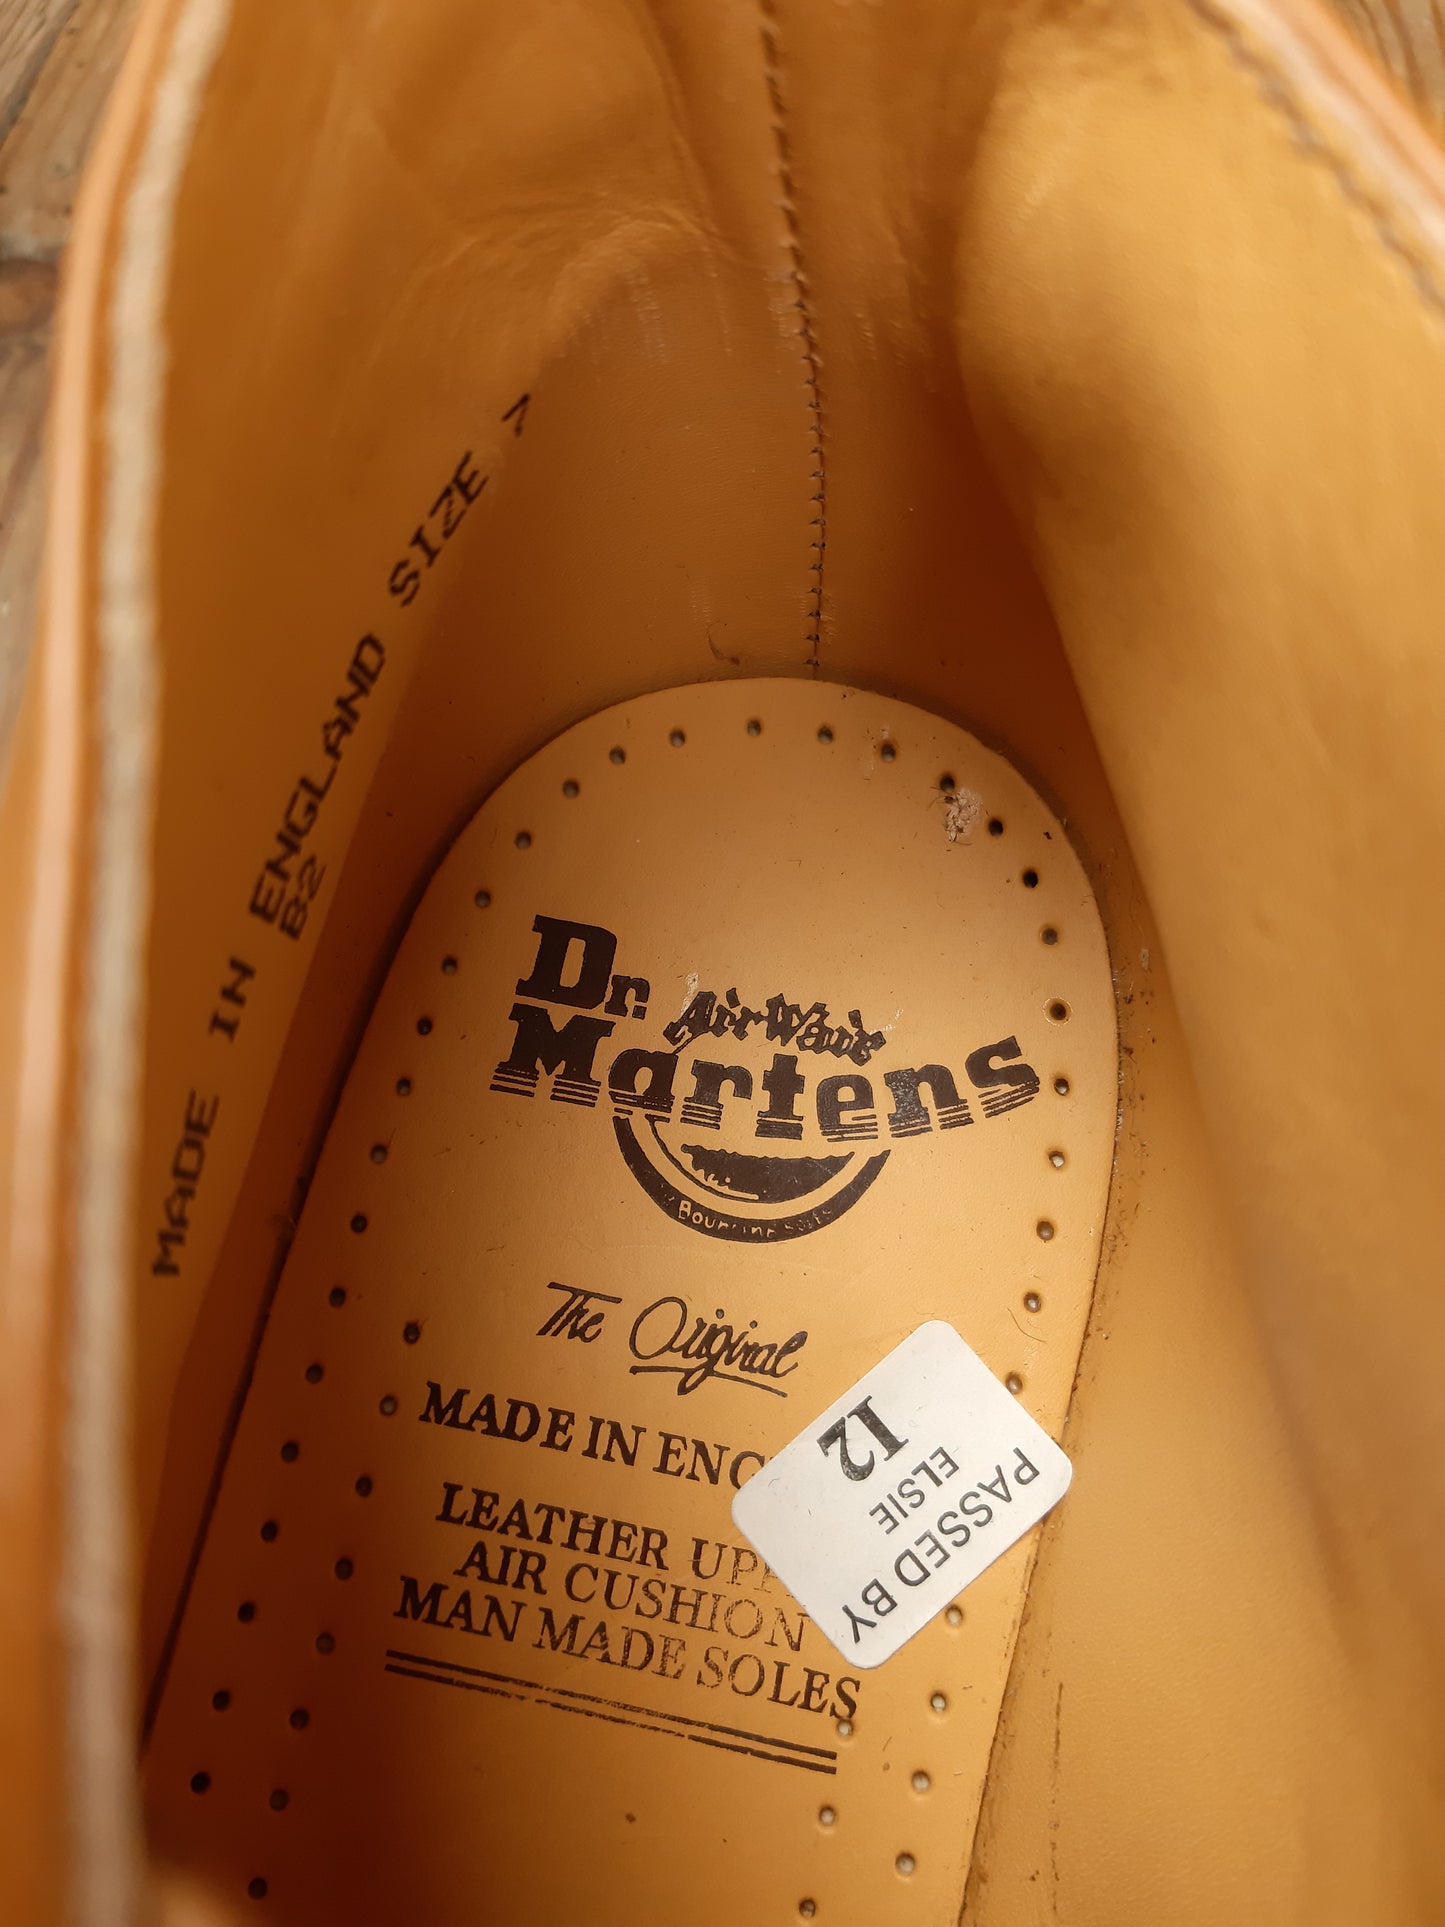 MADE IN ENGLAND SIZE
B2
Dr.
AirWair
Martens
The Original
MADE IN ENG
LEATHER UPP
AIR CUSHION
MAN MADE SOLES
PASSED BY
ELSIE
12